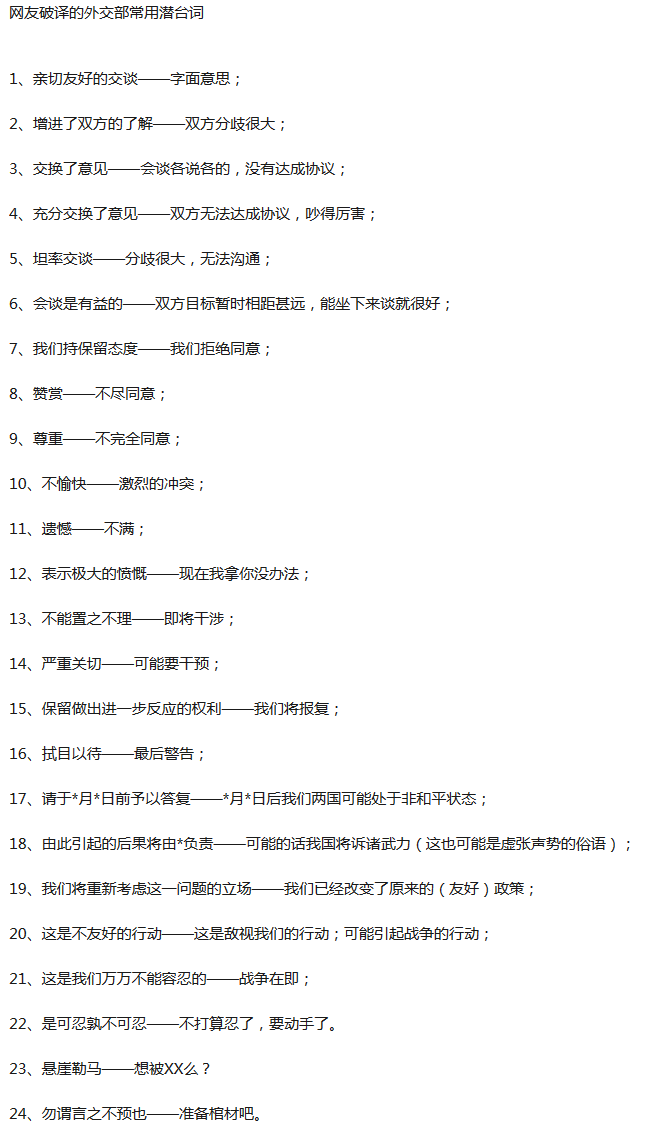 网友破译的外交部常用潜台词
1、亲切友好的交谈——字面意思；
2、增进了双方的了解——双方分歧很大；
3、交换了意见——会谈各说各的，没有达成协议；
4、充分交换了意见——双方无法达成协议，吵得厉害；
5、坦率交谈——分歧很大，无法沟通；
6、会谈是有益的——双方目标暂时相距甚远，能坐下来谈就很好；
7、我们持保留态度——我们拒绝同意；
8、赞赏——不尽同意；
9、尊重——不完全同意；
10、不愉快——激烈的冲突；
11、遗憾——不满；
12、表示极大的愤慨——现在我拿你没办法；
13、不能置之不理——即将干涉；
14、严重关切——可能要干预；
15、保留做出进一步反应的权利——我们将报复；
16、拭目以待——最后警告；
17、请于*月*日前予以答复——*月*日后我们两国可能处于非和平状态；
18、由此引起的后果将由*负责——可能的话我国将诉诸武力（这也可能是虚张声势的俗语）；
19、我们将重新考虑这一问题的立场——我们已经改变了原来的（友好）政策；
20、这是不友好的行动——这是敌视我们的行动；可能引起战争的行动；
21、这是我们万万不能容忍的——战争在即；
22、是可忍孰不可忍——不打算忍了，要动手了。
23、悬崖勒马——想被XX么？
24、勿谓言之不预也——准备棺材吧。